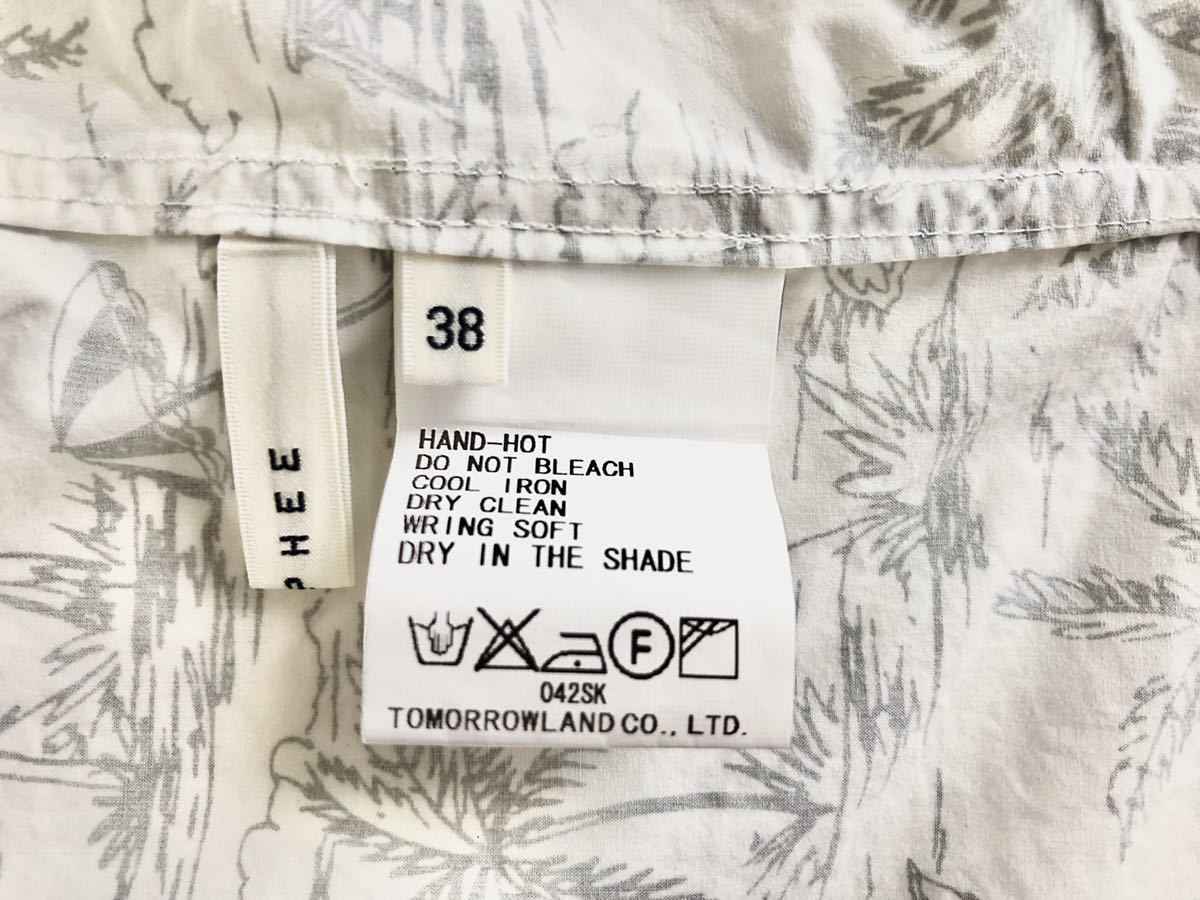 38
HAND-HOT
DO NOT BLEACH
COOL IRON
DRY CLEAN
WRING SOFT
DRY IN THE SHADE
F
042SK
TOMORROWLAND CO., LTD.
PHEE